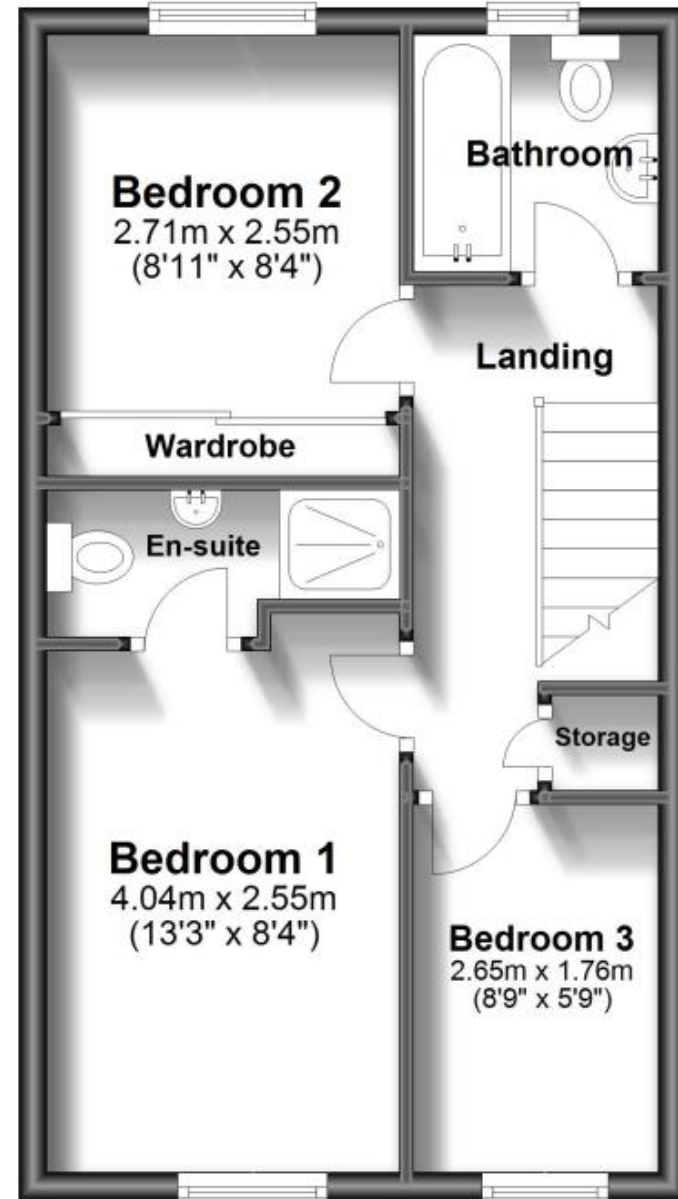 Bedroom 2
2.71m x 2.55m
(8'11" x 8'4")
Bathroom
Landing
Wardrobe
En-suite
Storage
Bedroom 1
4.04m x 2.55m
(13'3" x 8'4")
Bedroom 3
2.65m x 1.76m
(8'9" x 5'9")